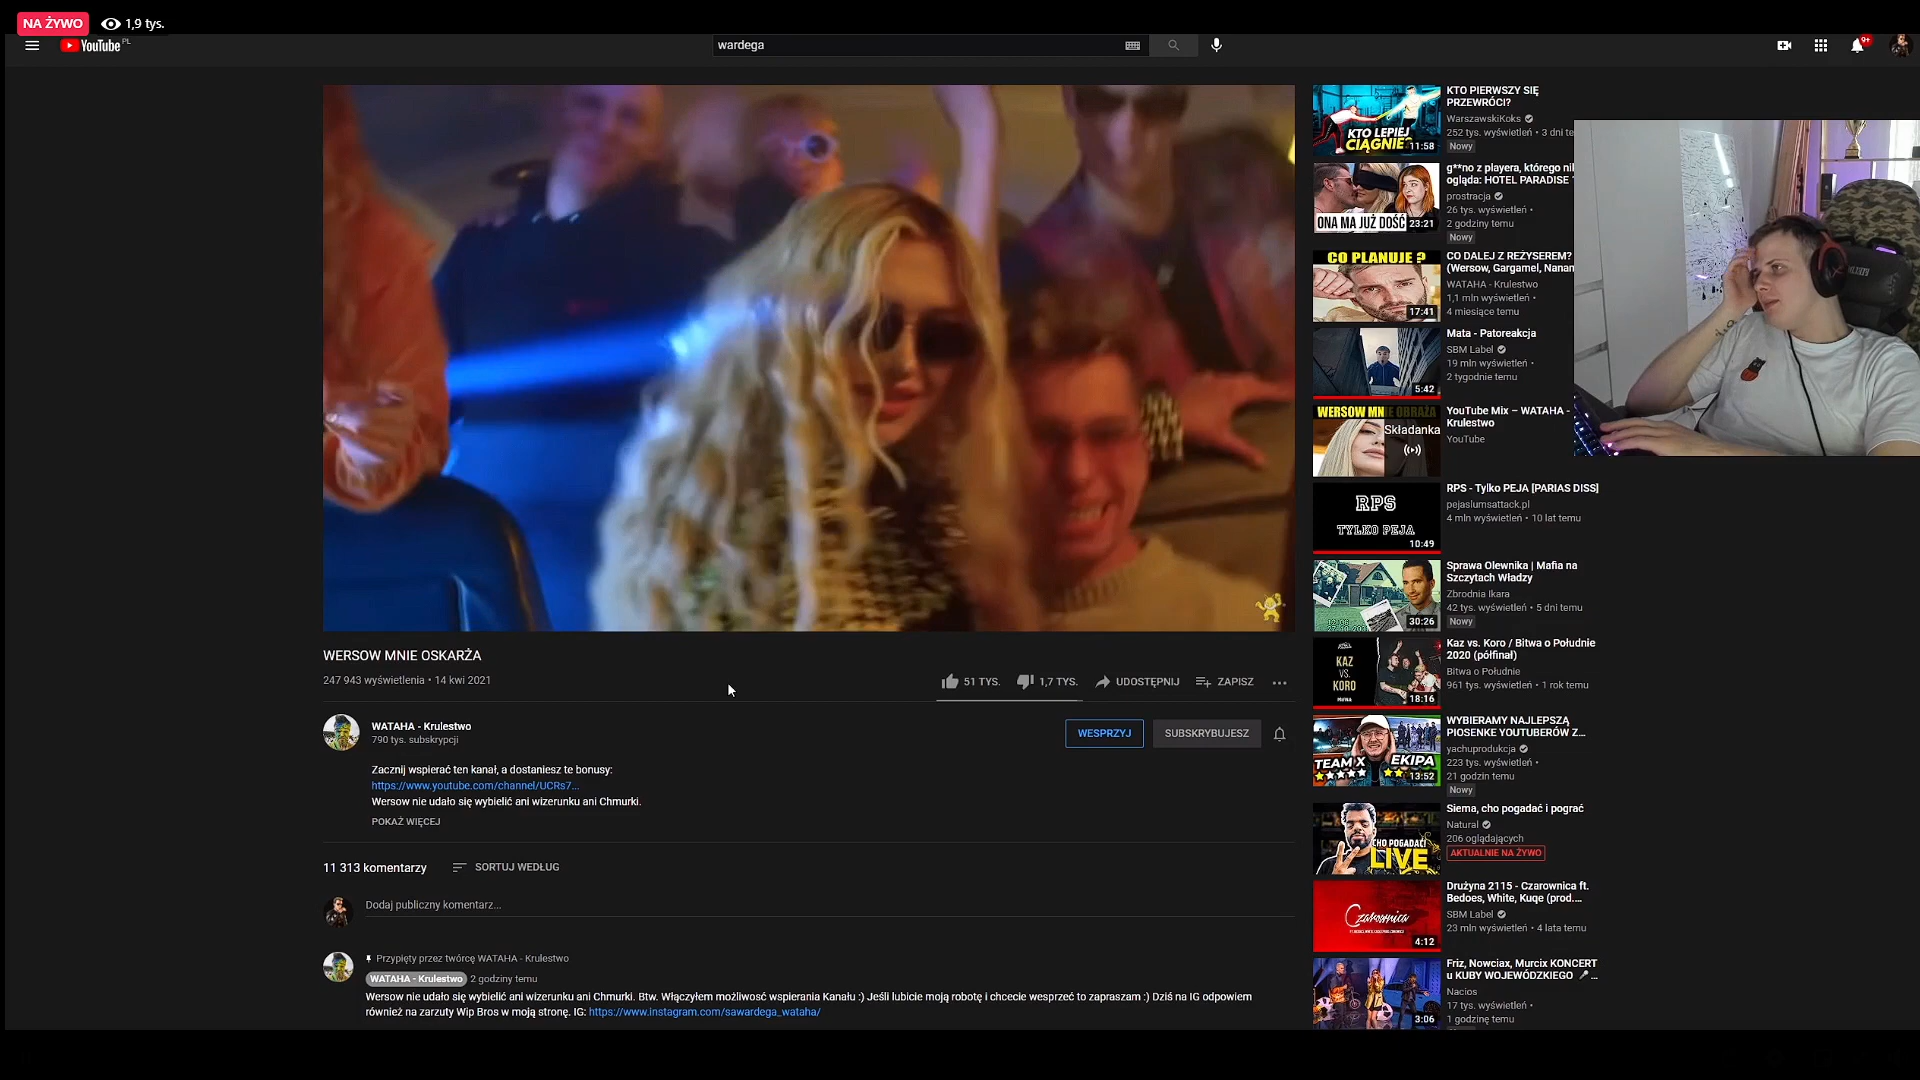 NA ŻYWO
1,9 tys.
YouTube PL
wardega
9+
WERSOW MNIE OSKARŻA
247 943 wyświetlenia • 14 kwi 2021
51 TYS.
1,7 TYS.
UDOSTĘPNIJ
ZAPISZ
WATAHA - Krulestwo
790 tys. subskrypcji
WESPRZYJ
SUBSKRYBUJESZ
Zacznij wspierać ten kanał, a dostaniesz te bonusy:
https://www.youtube.com/channel/UCRs7...
Wersow nie udało się wybielić ani wizerunku ani Chmurki.
POKAŻ WIĘCEJ
11 313 komentarzy
SORTUJ WEDŁUG
Dodaj publiczny komentarz...
Przypięty przez twórcę WATAHA - Krulestwo
WATAHA - Krulestwo 2 godziny temu
Wersow nie udało się wybielić ani wizerunku ani Chmurki. Btw. Włączyłem możliwosć wspierania Kanału :) Jeśli lubicie moją robotę i chcecie wesprzeć to zapraszam :) Dziś na IG odpowiem
również na zarzuty Wip Bros w moją stronę. IG: https://www.instagram.com/sawardega_wataha/
KTO LEPIEJ
CIĄGNIE?
11:58
KTO PIERWSZY SIĘ
PRZEWRÓCI?
WarszawskiKoks
252 tys. wyświetleń • 3 dni te
Nowy
ONA MA JUŻ DOŚĆ
23:21
g**no z playera, którego nik
ogląda: HOTEL PARADISE
prostracja
26 tys. wyświetleń •
2 godziny temu
Nowy
CO PLANUJE ?
17:41
CO DALEJ Z REŻYSEREM?
(Wersow, Gargamel, Nanan
WATAHA - Krulestwo
1,1 mln wyświetleń •
4 miesiące temu
5:42
Mata - Patoreakcja
SBM Label
19 mln wyświetleń •
2 tygodnie temu
WERSOW MNIE OBRAŻA
Składanka
YouTube Mix – WATAHA -
Krulestwo
YouTube
RPS
TYLKO PEJA
10:49
RPS - Tylko PEJA [PARIAS DISS]
pejaslumsattack.pl
4 mln wyświetleń • 10 lat temu
30:26
Sprawa Olewnika | Mafia na
Szczytach Władzy
Zbrodnia Ikara
42 tys. wyświetleń • 5 dni temu
Nowy
KAZ
VS.
KORO
18:16
Kaz vs. Koro / Bitwa o Południe
2020 (półfinał)
Bitwa o Południe
961 tys. wyświetleń • 1 rok temu
TEAM X
EKIPA
13:52
WYBIERAMY NAJLEPSZĄ
PIOSENKE YOUTUBERÓW Z...
yachuprodukcja
223 tys. wyświetleń •
21 godzin temu
Nowy
CHO POGADAĆ!
LIVE
Siema, cho pogadać i pograć
Natural
206 oglądających
AKTUALNIE NA ŻYWO
Czarownica
4:12
Drużyna 2115 - Czarownica ft.
Bedoes, White, Kuqe (prod....
SBM Label
23 mln wyświetleń • 4 lata temu
3:06
Friz, Nowciax, Murcix KONCERT
u KUBY WOJEWÓDZKIEGO 🎤...
Nacios
17 tys. wyświetleń •
1 godzinę temu